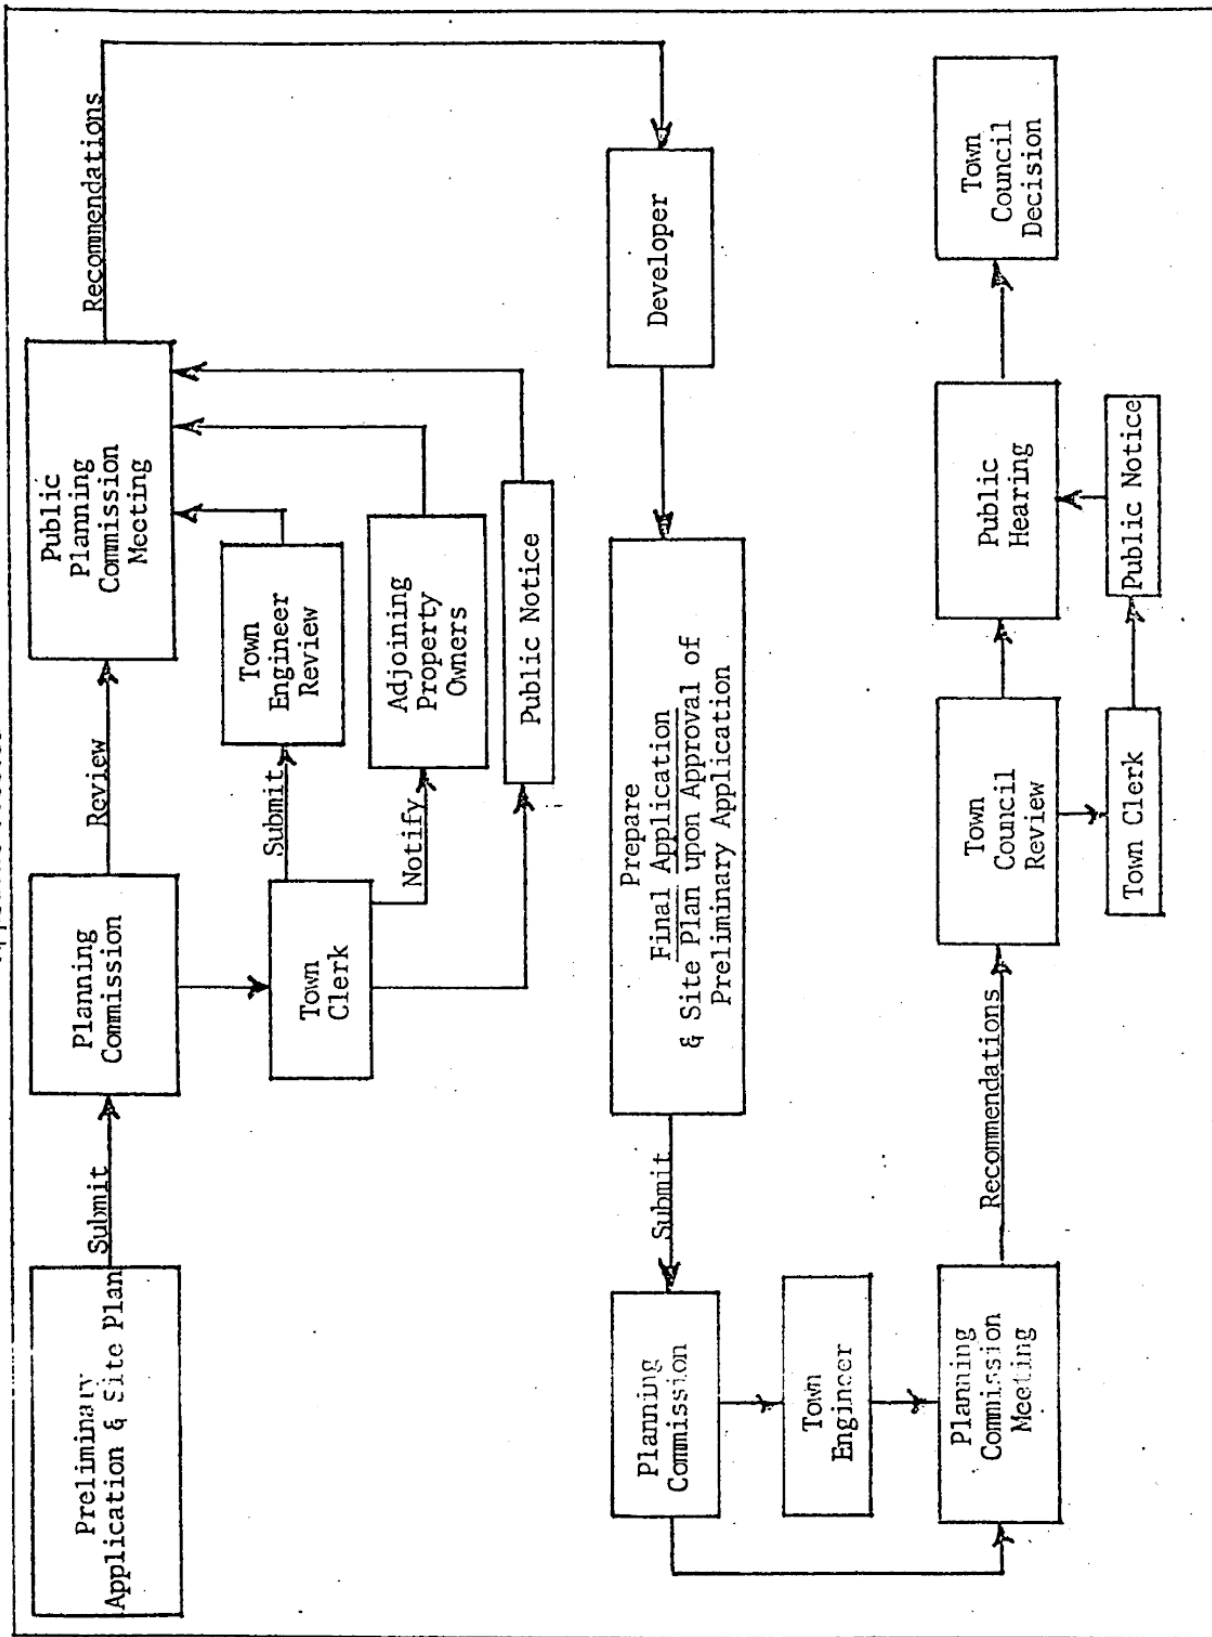 Preliminary
Application & Site Plan
Submit
Planning
Commission
Review
Public
Planning
Commission
Meeting
Recommendations
Town
Clerk
Submit
Town
Engineer
Review
Notify
Adjoining
Property
Owners
Public Notice
Developer
Prepare
Final Application
& Site Plan upon Approval of
Preliminary Application
Submit
Planning
Commission
Town
Engineer
Planning
Commission
Meeting
Recommendations
Town
Council
Review
Town Clerk
Public Notice
Public
Hearing
Town
Council
Decision